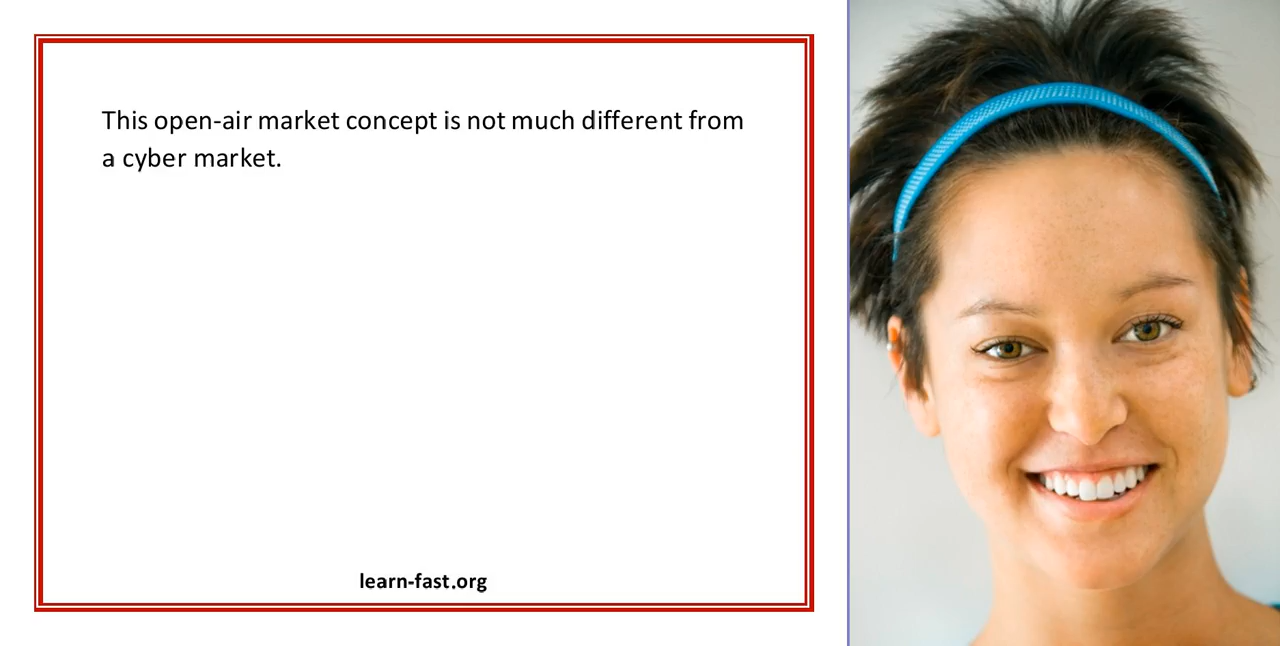 This open-air market concept is not much different from
a cyber market.
learn-fast.org